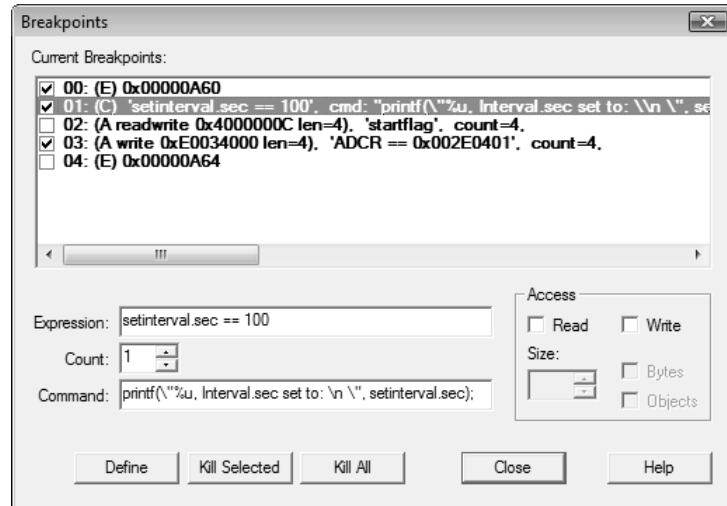 Breakpoints
Current Breakpoints:
00: (E) 0x00000A60
01: (C) 'setinterval.sec == 100', cmd: "printf(\"%u, Interval.sec set to: \\n \", se
02: (A readwrite 0x4000000C len=4), 'startflag', count=4,
03: (A write 0xE0034000 len=4), 'ADCR == 0x002E0401', count=4,
04: (E) 0x00000A64
Access
Expression: setinterval.sec == 100
Read Write
Count: 1
Size:
Bytes
Command: printf(\"%u, Interval.sec set to: \n \", setinterval.sec);
Objects
Define Kill Selected Kill All Close Help